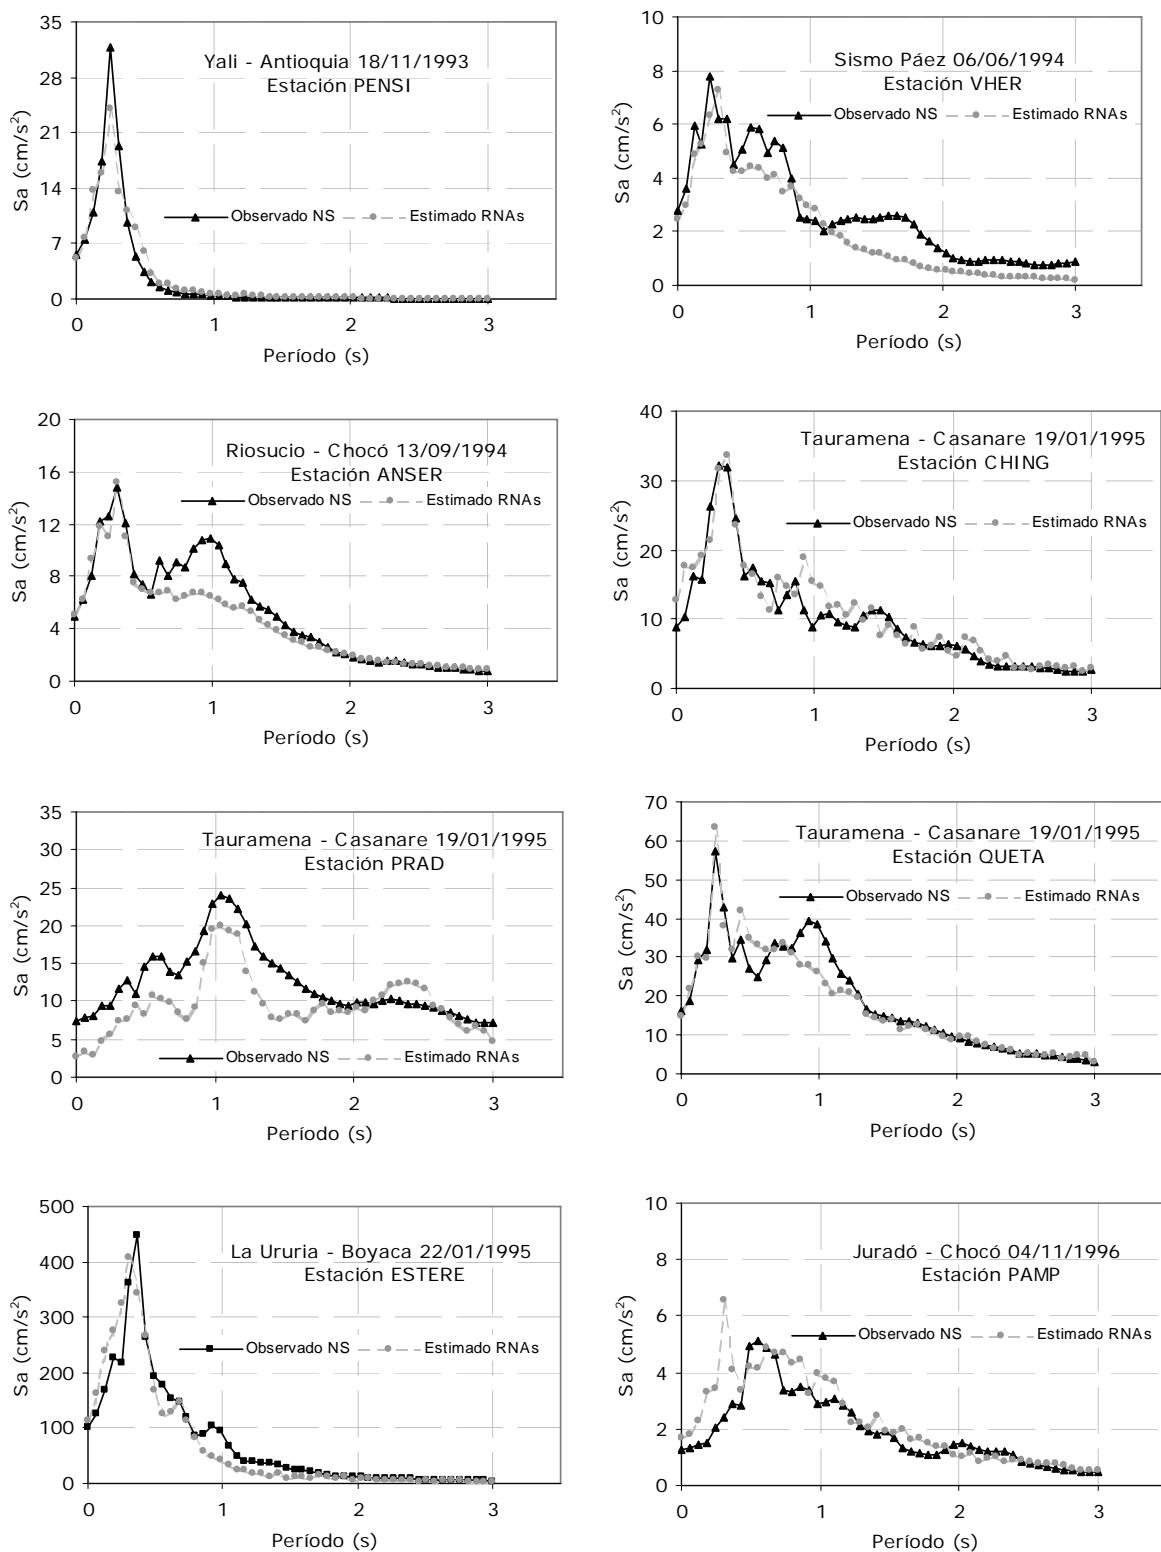 Yali - Antioquia 18/11/1993
Estación PENSI
Observado NS
Estimado RNAs
Sa (cm/s²)
35
28
21
14
7
0
0
1
2
3
Período (s)
Sismo Páez 06/06/1994
Estación VHER
Observado NS
Estimado RNAs
Sa (cm/s²)
10
8
6
4
2
0
0
1
2
3
Período (s)
Riosucio - Chocó 13/09/1994
Estación ANSER
Observado NS
Estimado RNAs
Sa (cm/s²)
20
16
12
8
4
0
0
1
2
3
Período (s)
Tauramena - Casanare 19/01/1995
Estación CHING
Observado NS
Estimado RNAs
Sa (cm/s²)
40
30
20
10
0
0
1
2
3
Período (s)
Tauramena - Casanare 19/01/1995
Estación PRAD
Observado NS
Estimado RNAs
Sa (cm/s²)
35
30
25
20
15
10
5
0
0
1
2
3
Período (s)
Tauramena - Casanare 19/01/1995
Estación QUETA
Observado NS
Estimado RNAs
Sa (cm/s²)
70
60
50
40
30
20
10
0
0
1
2
3
Período (s)
La Ururia - Boyaca 22/01/1995
Estación ESTERE
Observado NS
Estimado RNAs
Sa (cm/s²)
500
400
300
200
100
0
0
1
2
3
Período (s)
Juradó - Chocó 04/11/1996
Estación PAMP
Observado NS
Estimado RNAs
Sa (cm/s²)
10
8
6
4
2
0
0
1
2
3
Período (s)